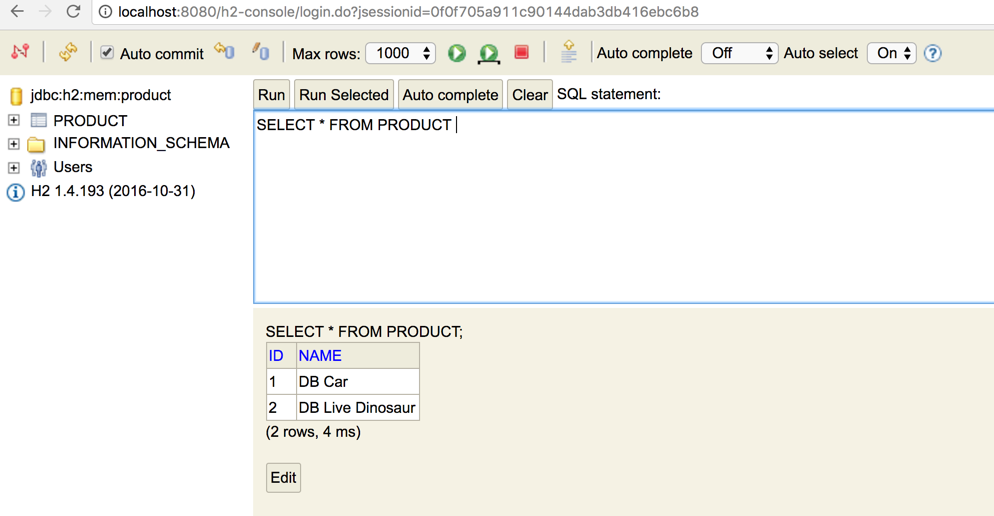 localhost:8080/h2-console/login.do?jsessionid=0f0f705a911c90144dab3db416ebc6b8
Auto commit Max rows: 1000 Auto complete Off Auto select On ?
jdbc:h2:mem:product
PRODUCT
INFORMATION_SCHEMA
Users
H2 1.4.193 (2016-10-31)
Run Run Selected Auto complete Clear SQL statement:
SELECT * FROM PRODUCT
SELECT * FROM PRODUCT;
ID NAME
1 DB Car
2 DB Live Dinosaur
(2 rows, 4 ms)
Edit